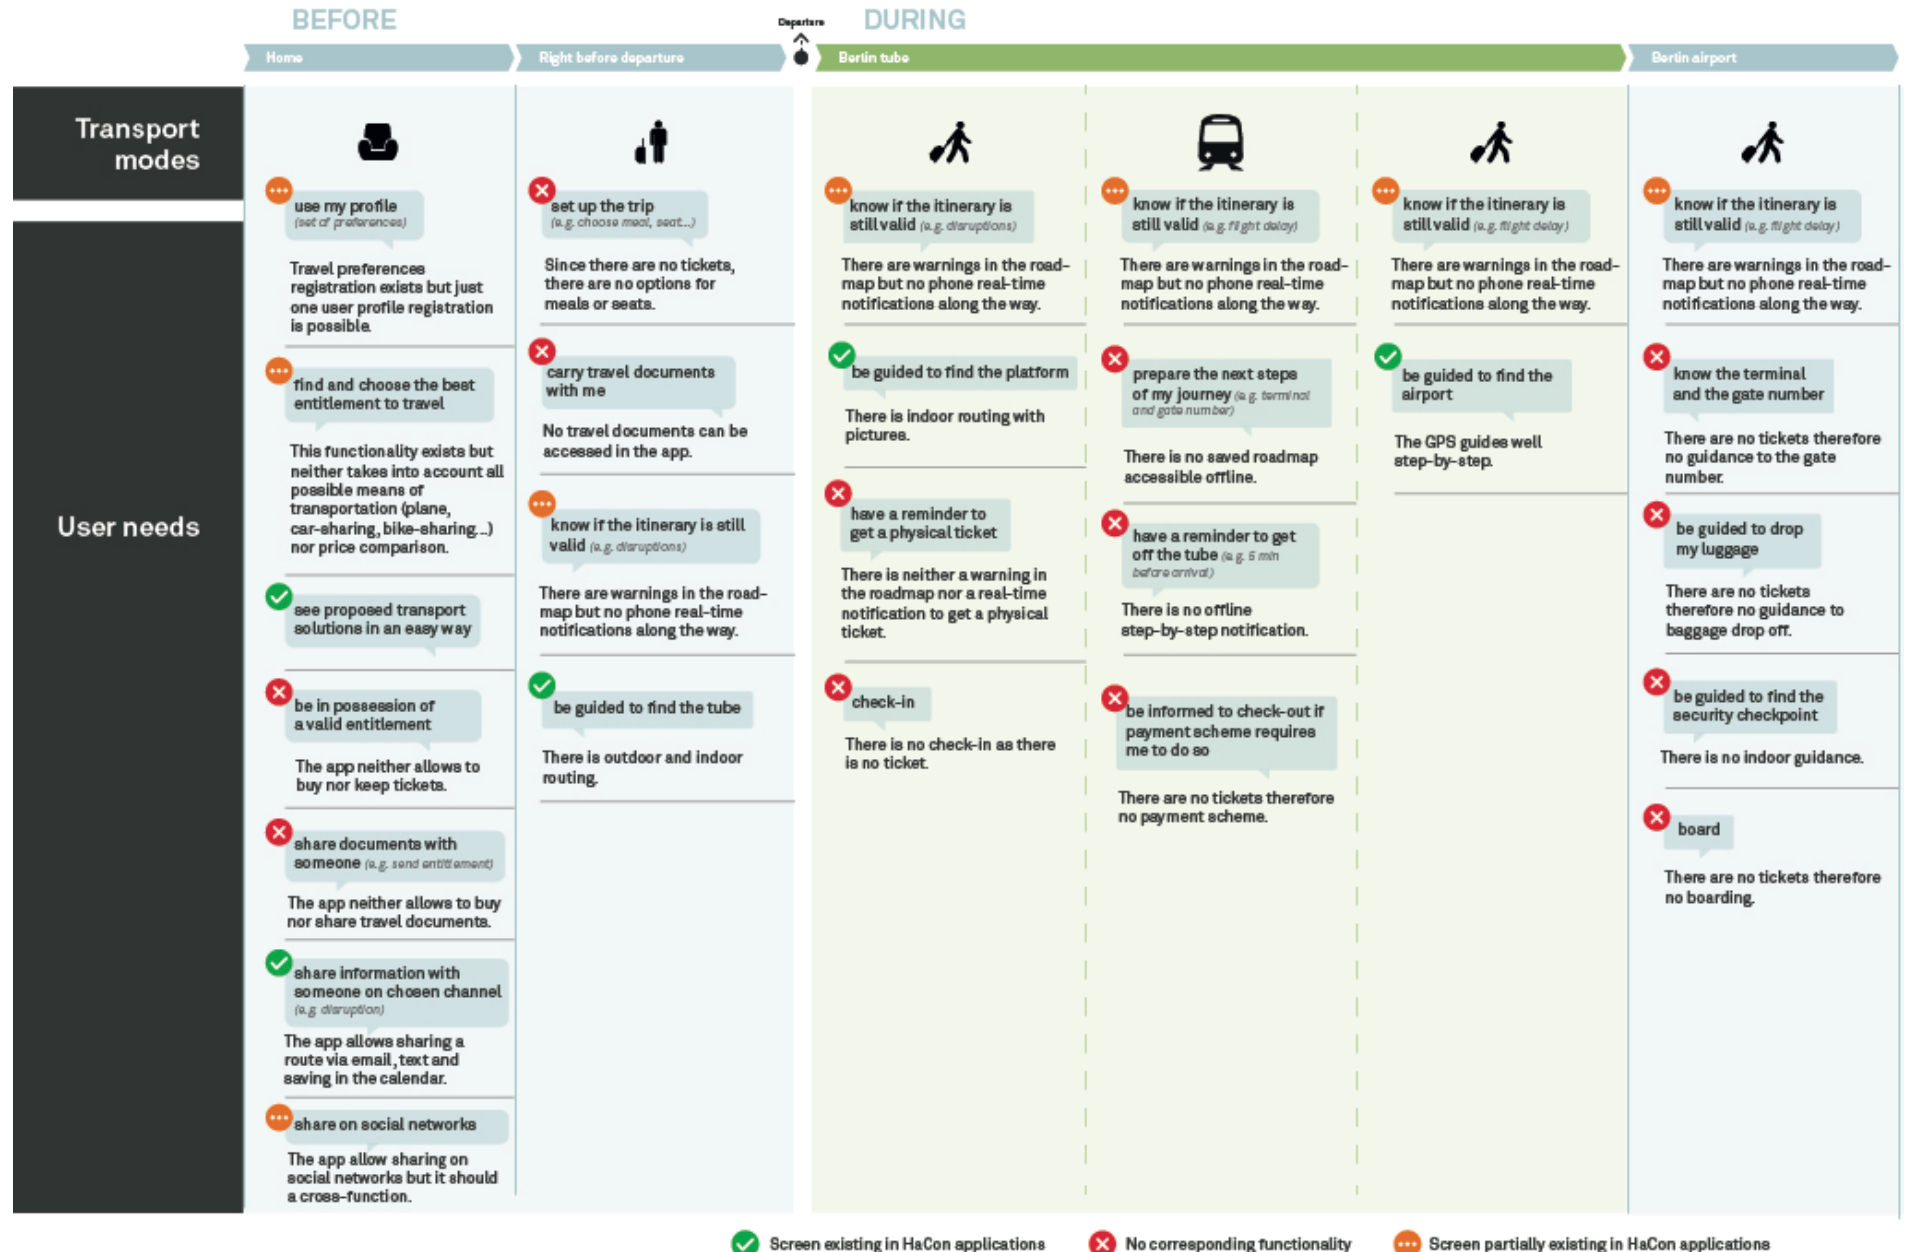 BEFORE
Departure
DURING
Home
Right before departure
Berlin tube
Berlin airport
Transport
modes
User needs
use my profile
(set of preferences)
Travel preferences
registration exists but just
one user profile registration
is possible.
find and choose the best
entitlement to travel
This functionality exists but
neither takes into account all
possible means of
transportation (plane,
car-sharing, bike-sharing...)
nor price comparison.
see proposed transport
solutions in an easy way
be in possession of
a valid entitlement
The app neither allows to
buy nor keep tickets.
share documents with
someone (e.g. send entitlement)
The app neither allows to buy
nor share travel documents.
share information with
someone on chosen channel
(e.g. disruption)
The app allows sharing a
route via email, text and
saving in the calendar.
share on social networks
The app allow sharing on
social networks but it should
a cross-function.
set up the trip
(e.g. choose meal, seat...)
Since there are no tickets,
there are no options for
meals or seats.
carry travel documents
with me
No travel documents can be
accessed in the app.
know if the itinerary is still
valid (e.g. disruptions)
There are warnings in the road-
map but no phone real-time
notifications along the way.
be guided to find the tube
There is outdoor and indoor
routing.
know if the itinerary is
still valid (e.g. disruptions)
There are warnings in the road-
map but no phone real-time
notifications along the way.
be guided to find the platform
There is indoor routing with
pictures.
have a reminder to
get a physical ticket
There is neither a warning in
the roadmap nor a real-time
notification to get a physical
ticket.
check-in
There is no check-in as there
is no ticket.
know if the itinerary is
still valid (e.g. flight delay)
There are warnings in the road-
map but no phone real-time
notifications along the way.
prepare the next steps
of my journey (e.g. terminal
and gate number)
There is no saved roadmap
accessible offline.
have a reminder to get
off the tube (e.g. 5 min
before arrival)
There is no offline
step-by-step notification.
be informed to check-out if
payment scheme requires
me to do so
There are no tickets therefore
no payment scheme.
know if the itinerary is
still valid (e.g. flight delay)
There are warnings in the road-
map but no phone real-time
notifications along the way.
be guided to find the
airport
The GPS guides well
step-by-step.
know if the itinerary is
still valid (e.g. flight delay)
There are warnings in the road-
map but no phone real-time
notifications along the way.
know the terminal
and the gate number
There are no tickets therefore
no guidance to the gate
number.
be guided to drop
my luggage
There are no tickets
therefore no guidance to
baggage drop off.
be guided to find the
security checkpoint
There is no indoor guidance.
board
There are no tickets therefore
no boarding.
Screen existing in HaCon applications
No corresponding functionality
Screen partially existing in HaCon applications